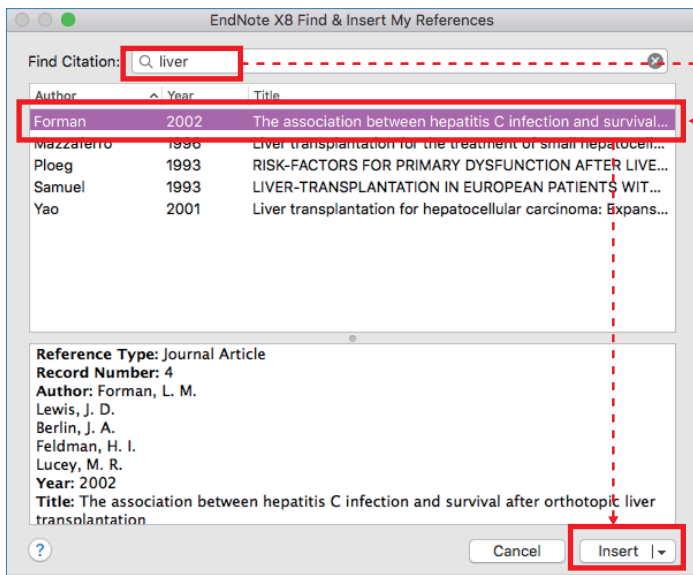 EndNote X8 Find & Insert My References
Find Citation: liver
Author Year Title
Forman 2002 The association between hepatitis C infection and survival...
Mazzaferro 1996 Liver transplantation for the treatment of small hepatocell...
Ploeg 1993 RISK-FACTORS FOR PRIMARY DYSFUNCTION AFTER LIVE...
Samuel 1993 LIVER-TRANSPLANTATION IN EUROPEAN PATIENTS WIT...
Yao 2001 Liver transplantation for hepatocellular carcinoma: Expans...
Reference Type: Journal Article
Record Number: 4
Author: Forman, L. M.
Lewis, J. D.
Berlin, J. A.
Feldman, H. I.
Lucey, M. R.
Year: 2002
Title: The association between hepatitis C infection and survival after orthotopic liver
transplantation
? Cancel Insert